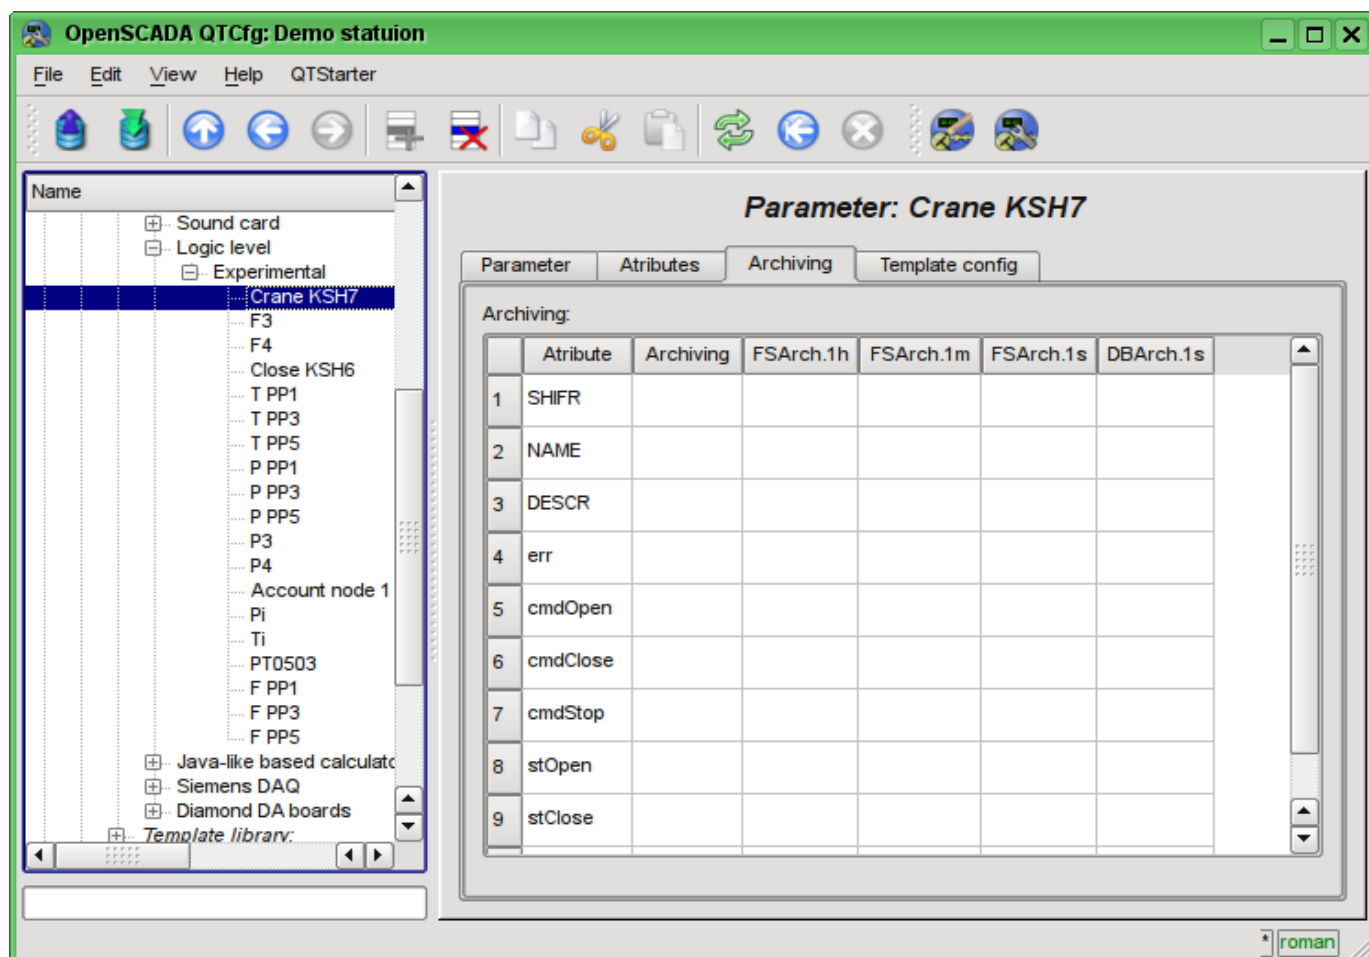 OpenSCADA QTCfg: Demo statuion
File Edit View Help QTStarter
Name
Sound card
Logic level
Experimental
Crane KSH7
F3
F4
Close KSH6
T PP1
T PP3
T PP5
P PP1
P PP3
P PP5
P3
P4
Account node 1
Pi
Ti
PT0503
F PP1
F PP3
F PP5
Java-like based calculato
Siemens DAQ
Diamond DA boards
Template library:
Parameter: Crane KSH7
Parameter Atributes Archiving Template config
Archiving:
Atribute Archiving FSArch.1h FSArch.1m FSArch.1s DBArch.1s
1 SHIFR
2 NAME
3 DESCR
4 err
5 cmdOpen
6 cmdClose
7 cmdStop
8 stOpen
9 stClose
* roman